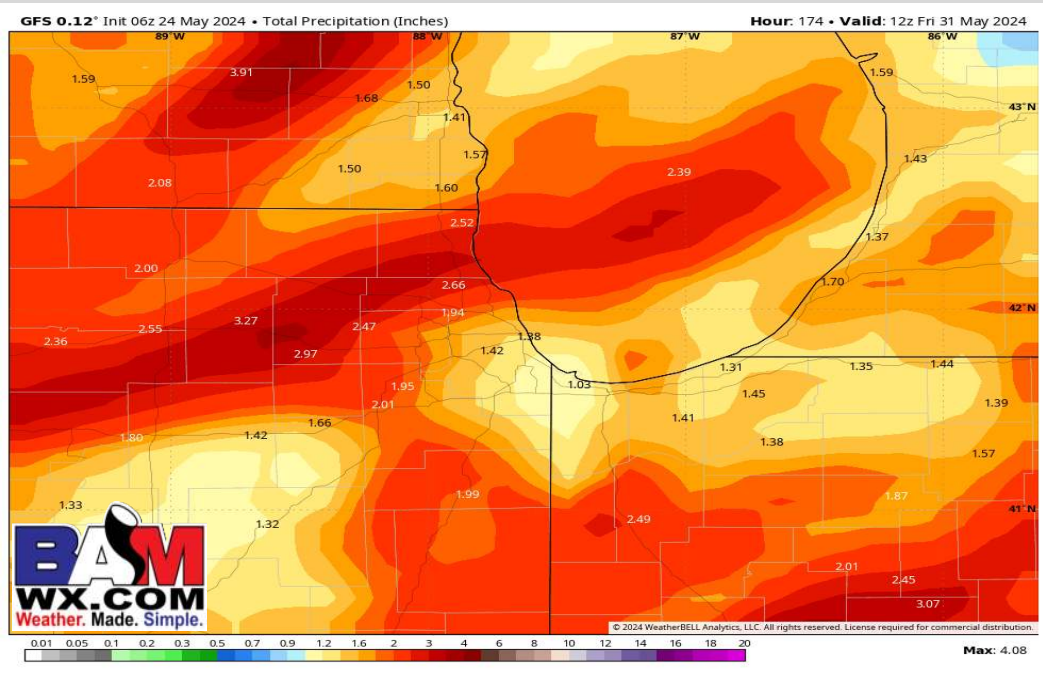 GFS 0.12° Init 06z 24 May 2024 • Total Precipitation (Inches)
Hour: 174 • Valid: 12z Fri 31 May 2024
89°W 88°W 87°W 86°W
1.59 3.91 1.68 1.50 1.59
43°N
1.41
1.57 1.43
1.50 2.39
2.08 1.60
2.52
1.37
2.00
2.66 1.70
1.94 42°N
3.27
2.55 2.47
2.36 1.38
2.97 1.42
1.31 1.35 1.44
1.95 1.03
1.45
2.01 1.39
1.66 1.41
1.80 1.42 1.38
1.57
1.99 1.87
1.33 41°N
1.32 2.49
2.01
2.45
3.07
BAM
WX.COM
Weather. Made. Simple.
© 2024 WeatherBELL Analytics, LLC. All rights reserved. License required for commercial distribution.
0.01 0.05 0.1 0.2 0.3 0.5 0.7 0.9 1.2 1.6 2 3 4 6 8 10 12 14 16 18 20
Max: 4.08